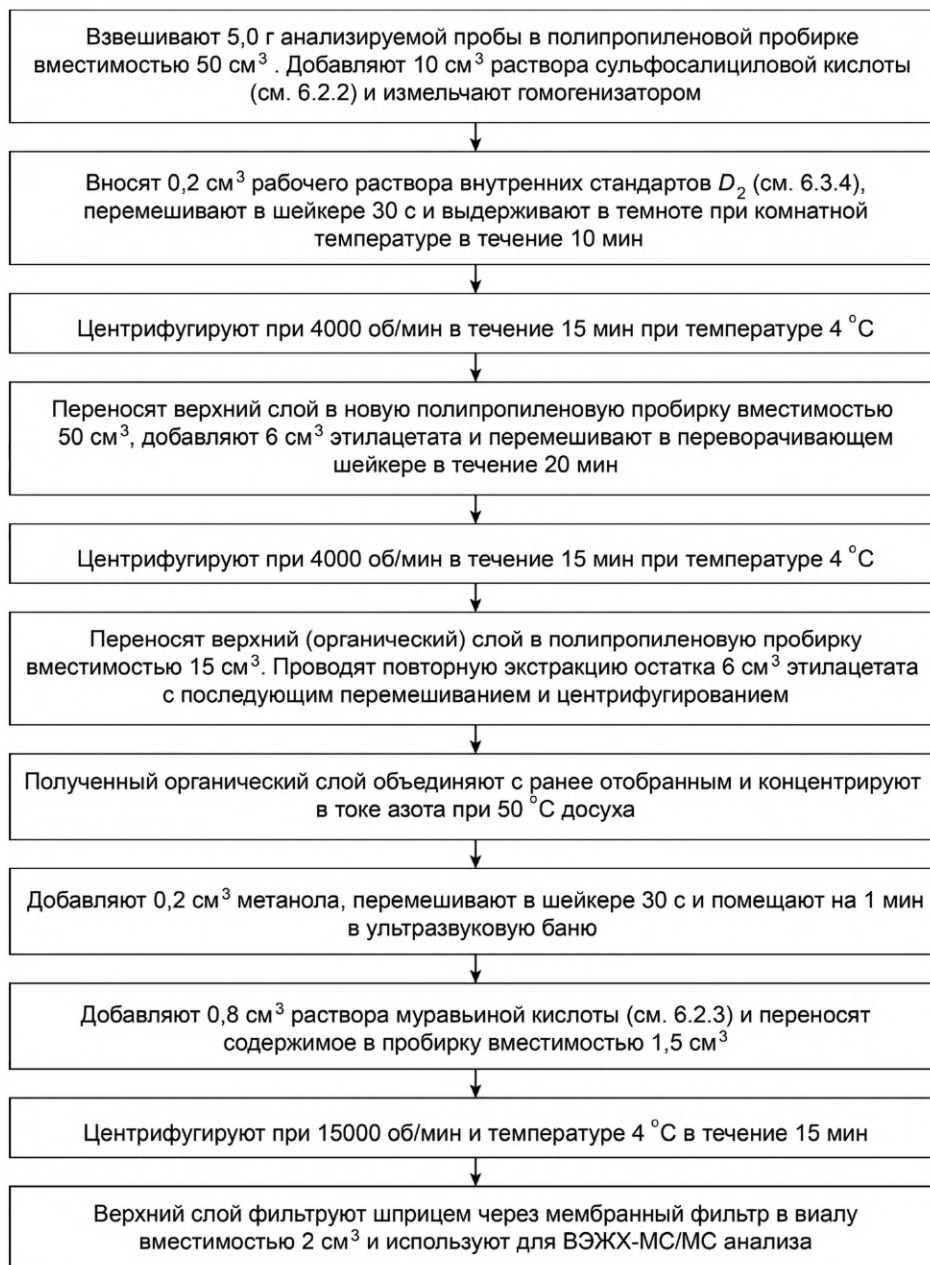 Взвешивают 5,0 г анализируемой пробы в полипропиленовой пробирке
вместимостью 50 см³ . Добавляют 10 см³ раствора сульфосалициловой кислоты
(см. 6.2.2) и измельчают гомогенизатором
Вносят 0,2 см³ рабочего раствора внутренних стандартов D₂ (см. 6.3.4),
перемешивают в шейкере 30 с и выдерживают в темноте при комнатной
температуре в течение 10 мин
Центрифугируют при 4000 об/мин в течение 15 мин при температуре 4 °С
Переносят верхний слой в новую полипропиленовую пробирку вместимостью
50 см³, добавляют 6 см³ этилацетата и перемешивают в переворачивающем
шейкере в течение 20 мин
Центрифугируют при 4000 об/мин в течение 15 мин при температуре 4 °С
Переносят верхний (органический) слой в полипропиленовую пробирку
вместимостью 15 см³. Проводят повторную экстракцию остатка 6 см³ этилацетата
с последующим перемешиванием и центрифугированием
Полученный органический слой объединяют с ранее отобранным и концентрируют
в токе азота при 50 °С досуха
Добавляют 0,2 см³ метанола, перемешивают в шейкере 30 с и помещают на 1 мин
в ультразвуковую баню
Добавляют 0,8 см³ раствора муравьиной кислоты (см. 6.2.3) и переносят
содержимое в пробирку вместимостью 1,5 см³
Центрифугируют при 15000 об/мин и температуре 4 °С в течение 15 мин
Верхний слой фильтруют шприцем через мембранный фильтр в виалу
вместимостью 2 см³ и используют для ВЭЖХ-МС/МС анализа